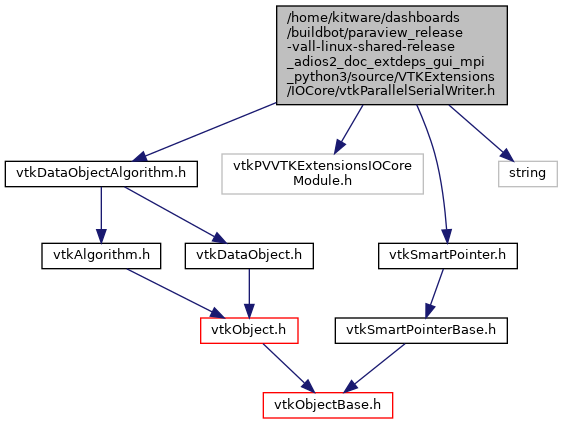 /home/kitware/dashboards
/buildbot/paraview_release
-vall-linux-shared-release
_adios2_doc_extdeps_gui_mpi
_python3/source/VTKExtensions
/IOCore/vtkParallelSerialWriter.h
vtkDataObjectAlgorithm.h
vtkPVVTKExtensionsIOCore
Module.h
string
vtkAlgorithm.h
vtkDataObject.h
vtkSmartPointer.h
vtkObject.h
vtkSmartPointerBase.h
vtkObjectBase.h